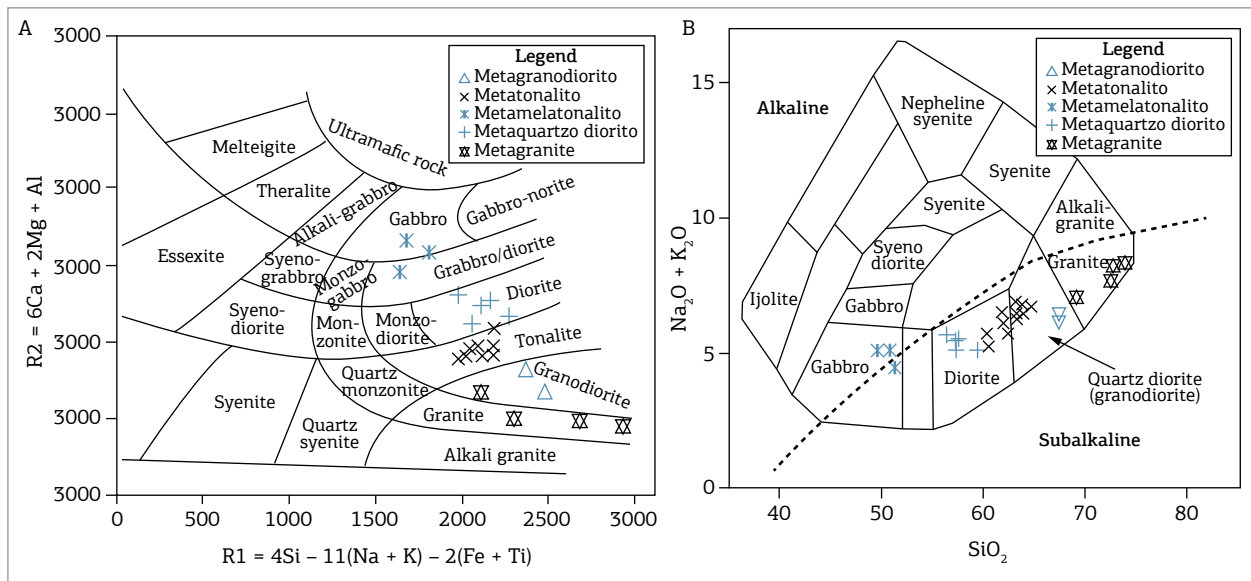 A
R2 = 6Ca + 2Mg + Al
3000
3000
3000
3000
3000
3000
3000
0
500
1000
1500
2000
2500
3000
R1 = 4Si – 11(Na + K) – 2(Fe + Ti)
Legend
Metagranodiorito
Metatonalito
Metamelatonalito
Metaquartzo diorito
Metagranite
Melteigite
Ultramafic rock
Theralite
Alkali-grabbro
Gabbro
Gabbro-norite
Essexite
Syeno-
grabbro
Monzo-
gabbro
Grabbro/diorite
Syeno-
diorite
Mon-
zonite
Monzo-
diorite
Diorite
Tonalite
Quartz
monzonite
Granodiorite
Syenite
Quartz
syenite
Granite
Alkali granite
B
Na₂O + K₂O
15
10
5
0
40
50
60
70
80
SiO₂
Legend
Metagranodiorito
Metatonalito
Metamelatonalito
Metaquartzo diorito
Metagranite
Alkaline
Nepheline
syenite
Syenite
Syenite
Alkali-
granite
Syeno
diorite
Granite
Ijolite
Gabbro
Gabbro
Diorite
Quartz diorite
(granodiorite)
Subalkaline